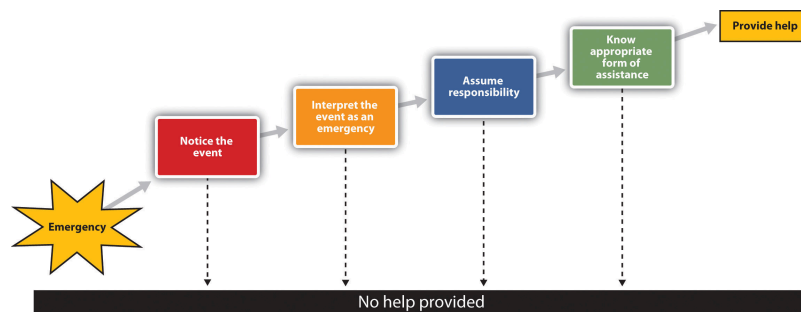 Emergency
Notice the
event
Interpret the
event as an
emergency
Assume
responsibility
Know
appropriate
form of
assistance
Provide help
No help provided